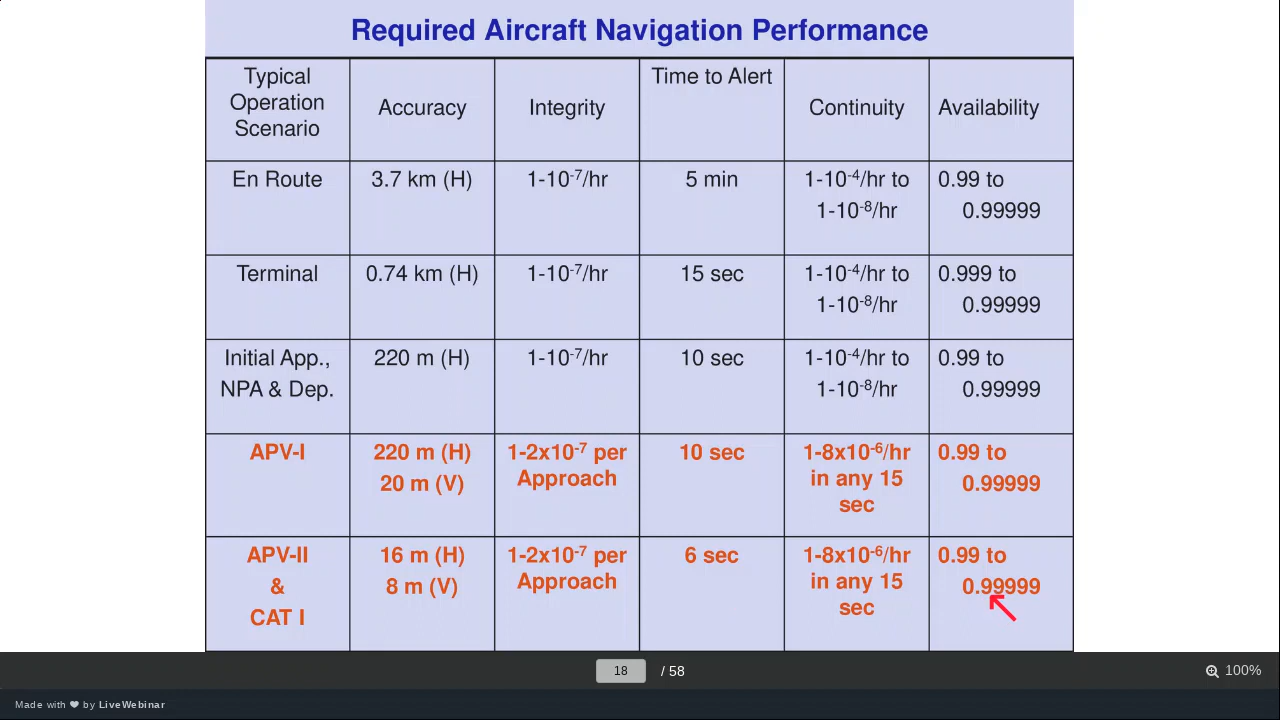 Required Aircraft Navigation Performance
Typical
Operation
Scenario
Accuracy
Integrity
Time to Alert
Continuity
Availability
En Route
3.7 km (H)
1-10⁻⁷/hr
5 min
1-10⁻⁴/hr to
1-10⁻⁸/hr
0.99 to
0.99999
Terminal
0.74 km (H)
1-10⁻⁷/hr
15 sec
1-10⁻⁴/hr to
1-10⁻⁸/hr
0.999 to
0.99999
Initial App.,
NPA & Dep.
220 m (H)
1-10⁻⁷/hr
10 sec
1-10⁻⁴/hr to
1-10⁻⁸/hr
0.99 to
0.99999
APV-I
220 m (H)
20 m (V)
1-2x10⁻⁷ per
Approach
10 sec
1-8x10⁻⁶/hr
in any 15
sec
0.99 to
0.99999
APV-II
&
CAT I
16 m (H)
8 m (V)
1-2x10⁻⁷ per
Approach
6 sec
1-8x10⁻⁶/hr
in any 15
sec
0.99 to
0.99999
18 / 58
100%
Made with ❤ by LiveWebinar